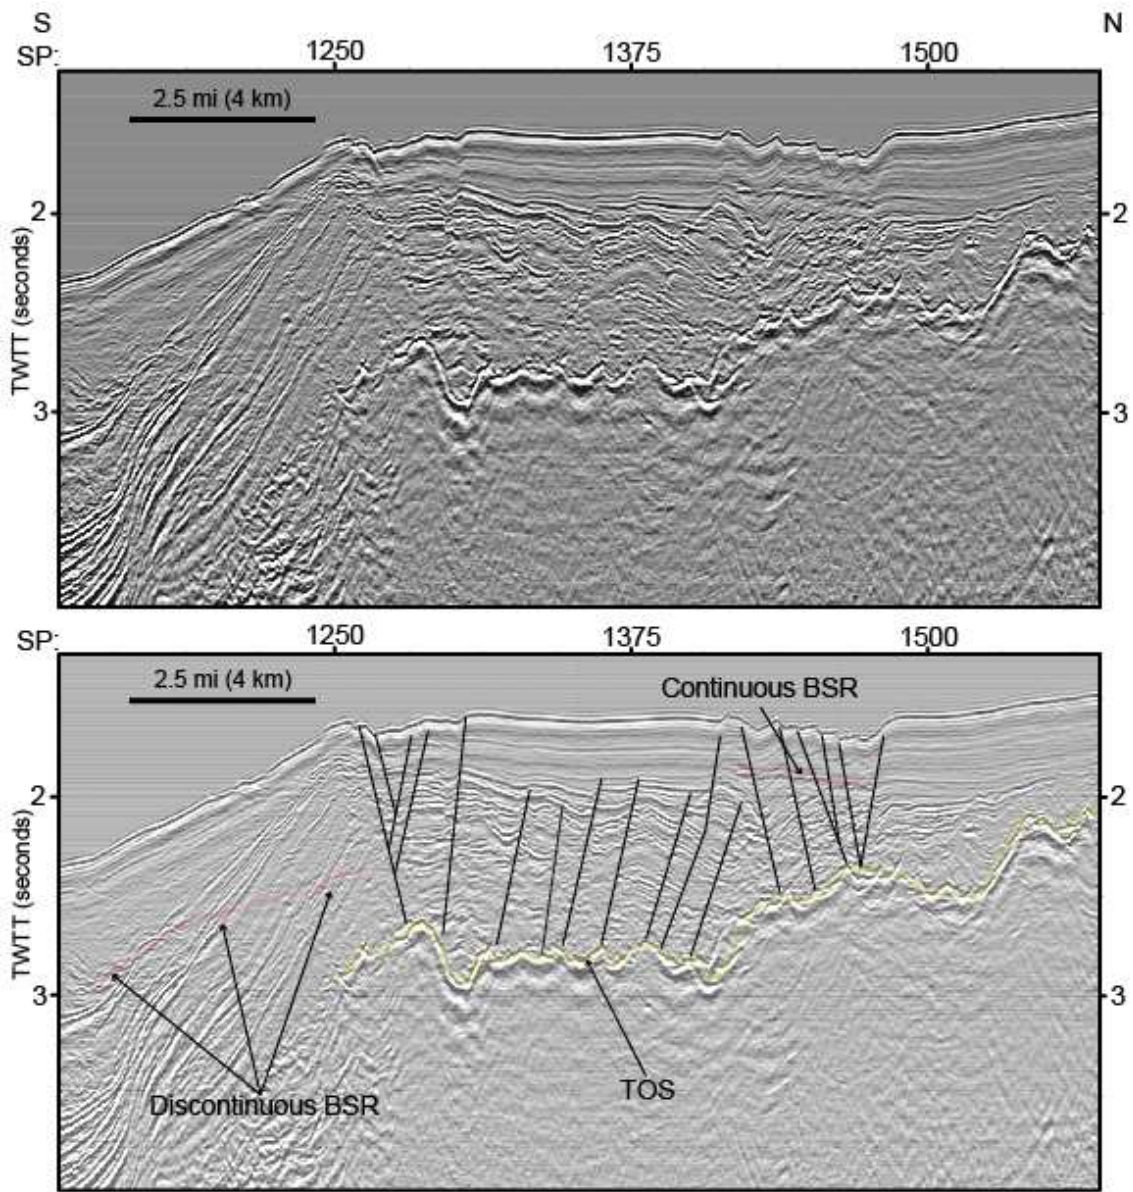 S N
SP: 1250 1375 1500
2.5 mi (4 km)
2 2
TWTT (seconds)
3 3
SP: 1250 1375 1500
2.5 mi (4 km)
Continuous BSR
2 2
TWTT (seconds)
3 3
TOS
Discontinuous BSR